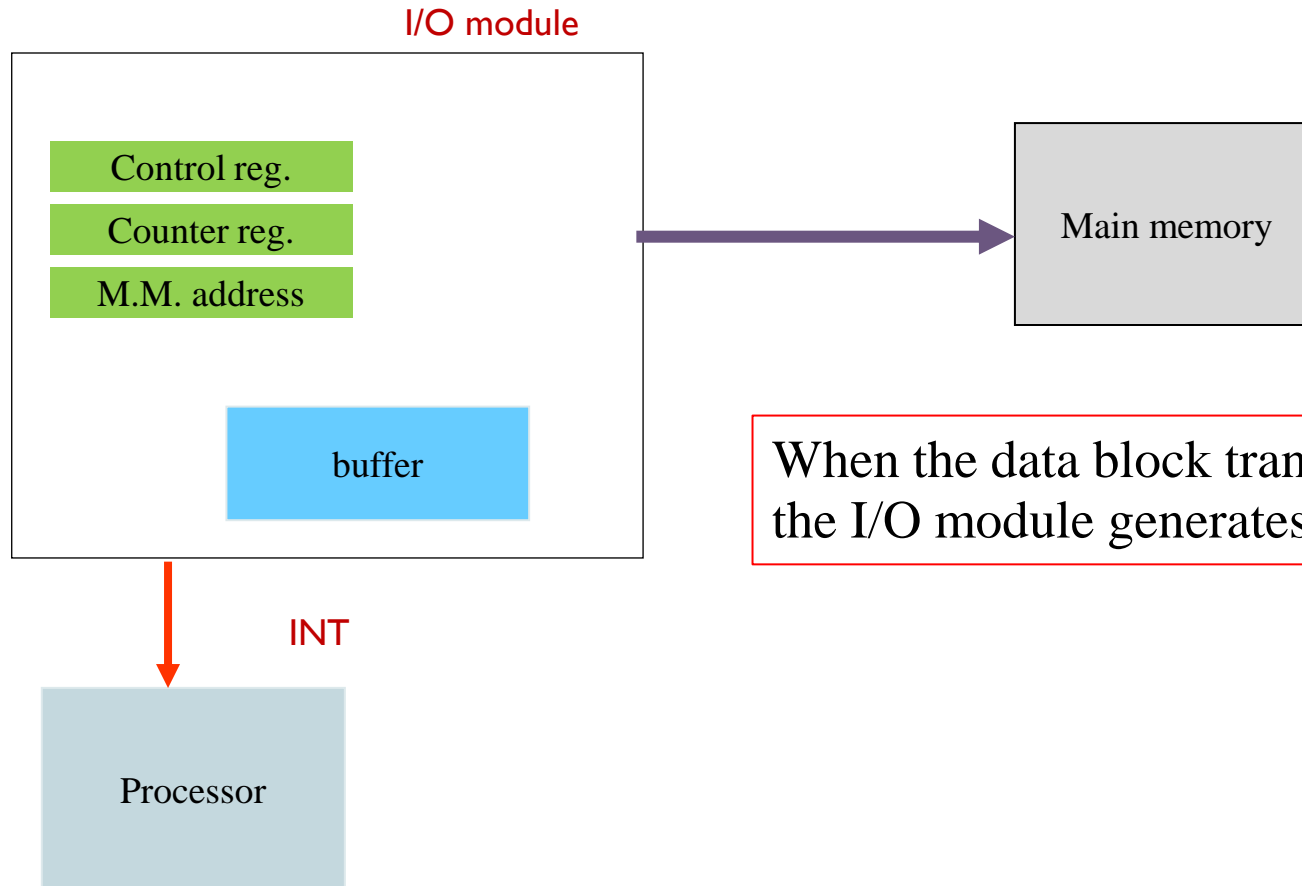 I/O module
Control reg.
Counter reg.
M.M. address
Main memory
buffer
When the data block tran
the I/O module generates
INT
Processor